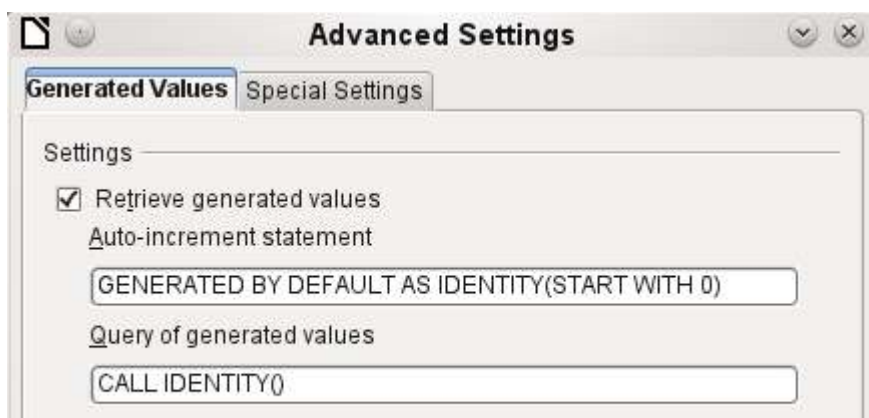 Advanced Settings
Generated Values Special Settings
Settings
Retrieve generated values
Auto-increment statement
GENERATED BY DEFAULT AS IDENTITY(START WITH 0)
Query of generated values
CALL IDENTITY()